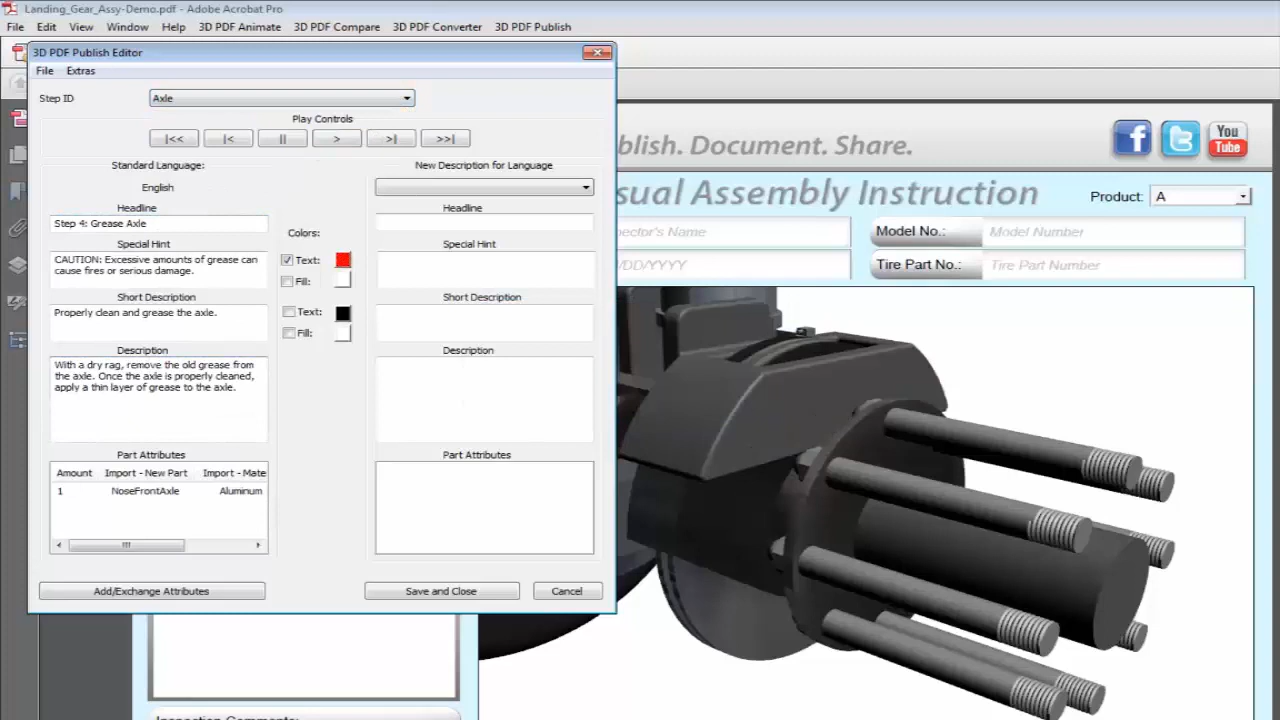 Landing_Gear_Assy-Demo.pdf - Adobe Acrobat Pro
File Edit View Window Help 3D PDF Animate 3D PDF Compare 3D PDF Converter 3D PDF Publish
3D PDF Publish Editor
File Extras
Step ID Axle
Play Controls
|<< |< || > >| >>|
Standard Language:
English
Headline
Step 4: Grease Axle
Special Hint
CAUTION: Excessive amounts of grease can
cause fires or serious damage.
Short Description
Properly clean and grease the axle.
Description
With a dry rag, remove the old grease from
the axle. Once the axle is properly cleaned,
apply a thin layer of grease to the axle.
Part Attributes
Amount Import - New Part Import - Mate
1 NoseFrontAxle Aluminum
Colors:
Text:
Fill:
Text:
Fill:
New Description for Language
Headline
Special Hint
Short Description
Description
Part Attributes
Add/Exchange Attributes Save and Close Cancel
blish. Document. Share.
You
Tube
sual Assembly Instruction
Product: A
ector's Name
Model No.: Model Number
/DD/YYYY
Tire Part No.: Tire Part Number
Inspection Comments: